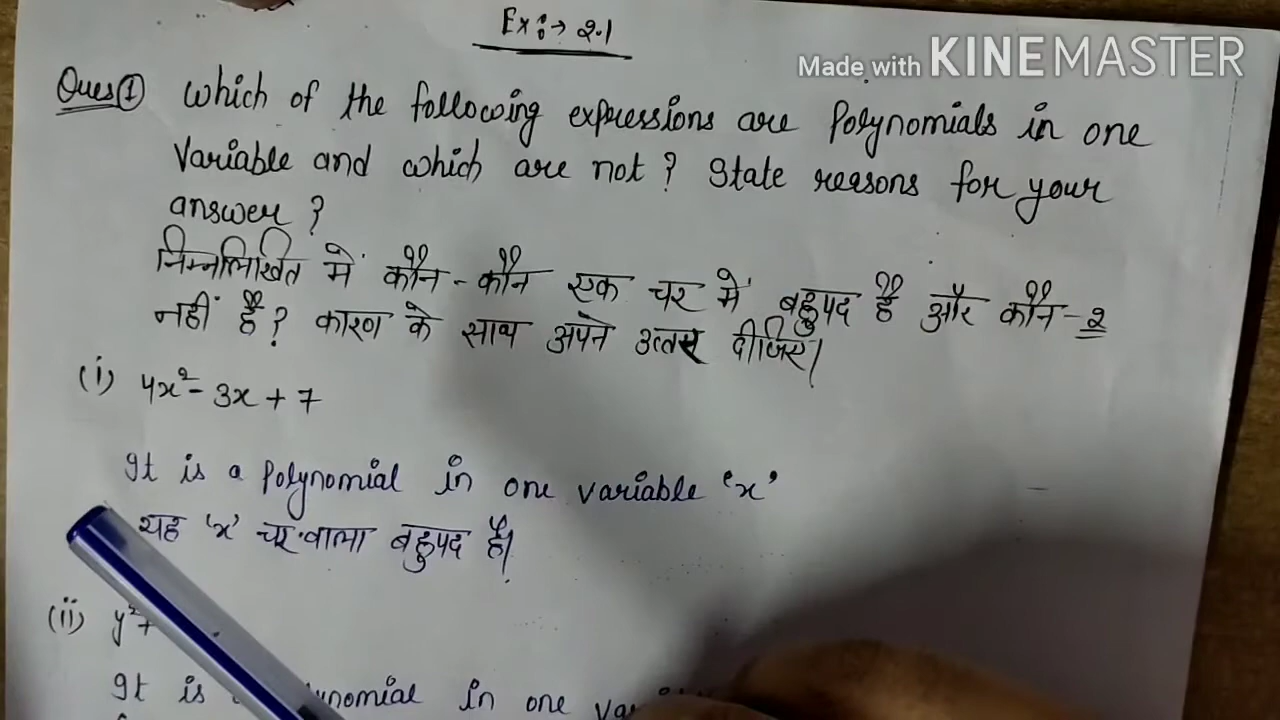 Ex:→ 2.1
Made with KINEMASTER
Ques① Which of the following expressions are Polynomials in one
Variable and which are not? State reasons for your
answer?
निम्नलिखित में कौन-कौन एक चर में बहुपद हैं और कौन-२
नहीं हैं? कारण के साथ अपने उत्तर दीजिए।
(i) 4x²- 3x + 7
It is a Polynomial in one variable 'x'
यह 'x' चर वाला बहुपद है।
(ii) y²+
It is in one